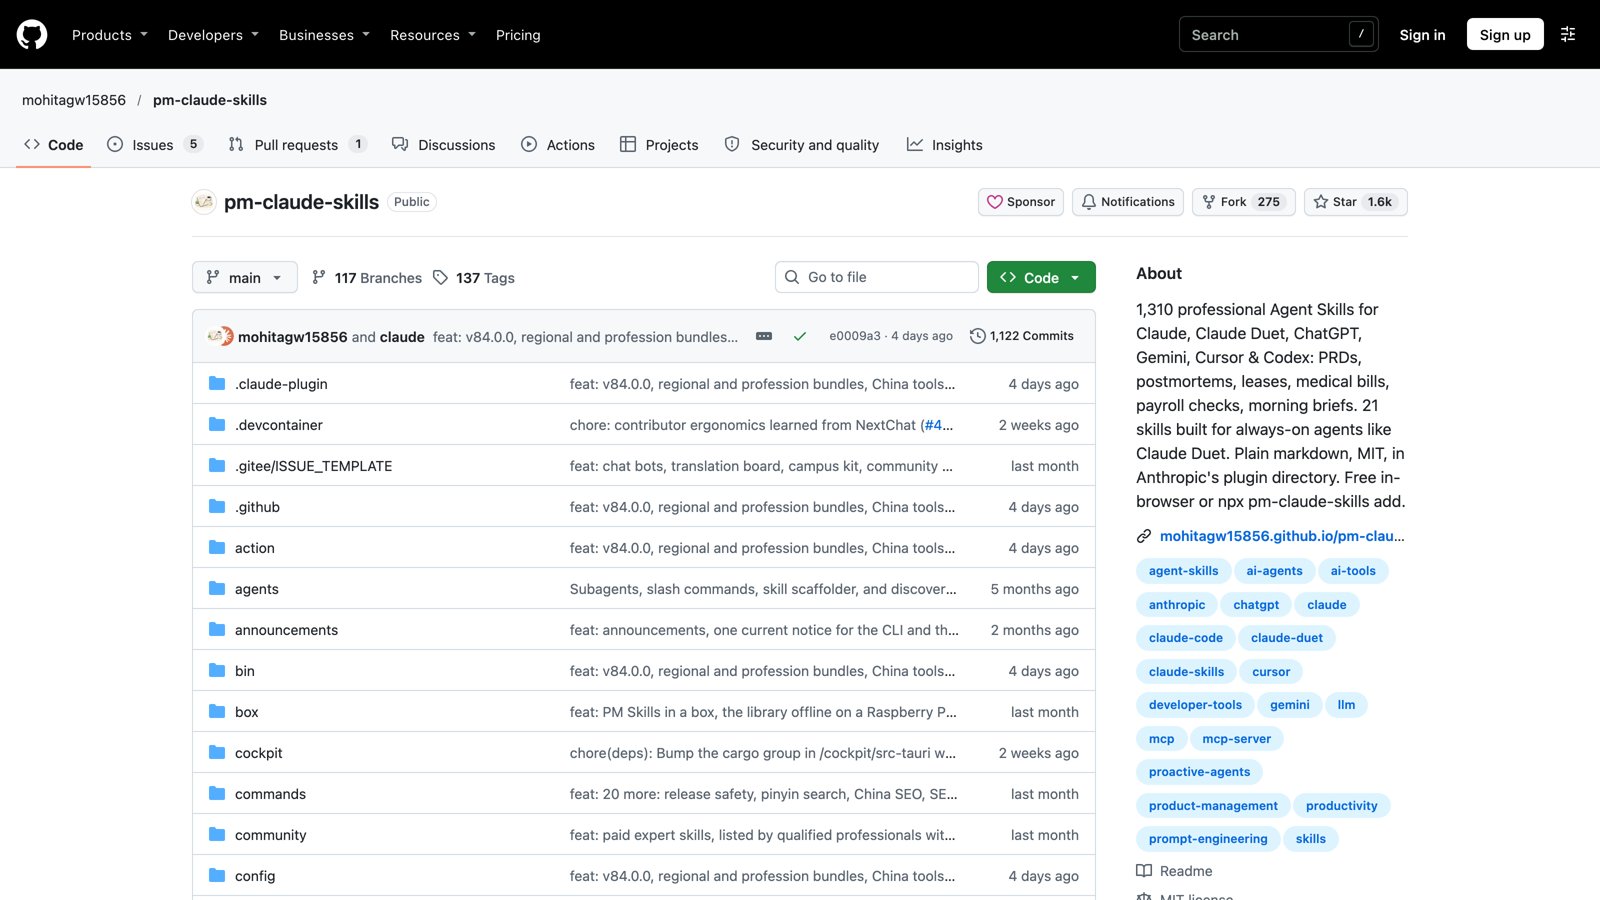 Products Developers Businesses Resources Pricing Search / Sign in Sign up
mohitagw15856 / pm-claude-skills
Code Issues 5 Pull requests 1 Discussions Actions Projects Security and quality Insights
pm-claude-skills Public Sponsor Notifications Fork 275 Star 1.6k
main 117 Branches 137 Tags Go to file Code
mohitagw15856 and claude feat: v84.0.0, regional and profession bundles... e0009a3 · 4 days ago 1,122 Commits
.claude-plugin feat: v84.0.0, regional and profession bundles, China tools... 4 days ago
.devcontainer chore: contributor ergonomics learned from NextChat (#4... 2 weeks ago
.gitee/ISSUE_TEMPLATE feat: chat bots, translation board, campus kit, community ... last month
.github feat: v84.0.0, regional and profession bundles, China tools... 4 days ago
action feat: v84.0.0, regional and profession bundles, China tools... 4 days ago
agents Subagents, slash commands, skill scaffolder, and discover... 5 months ago
announcements feat: announcements, one current notice for the CLI and th... 2 months ago
bin feat: v84.0.0, regional and profession bundles, China tools... 4 days ago
box feat: PM Skills in a box, the library offline on a Raspberry P... last month
cockpit chore(deps): Bump the cargo group in /cockpit/src-tauri w... 2 weeks ago
commands feat: 20 more: release safety, pinyin search, China SEO, SE... last month
community feat: paid expert skills, listed by qualified professionals wit... last month
config feat: v84.0.0, regional and profession bundles, China tools... 4 days ago
About
1,310 professional Agent Skills for
Claude, Claude Duet, ChatGPT,
Gemini, Cursor & Codex: PRDs,
postmortems, leases, medical bills,
payroll checks, morning briefs. 21
skills built for always-on agents like
Claude Duet. Plain markdown, MIT, in
Anthropic's plugin directory. Free in-
browser or npx pm-claude-skills add.
mohitagw15856.github.io/pm-clau...
agent-skills ai-agents ai-tools
anthropic chatgpt claude
claude-code claude-duet
claude-skills cursor
developer-tools gemini llm
mcp mcp-server
proactive-agents
product-management productivity
prompt-engineering skills
Readme
MIT license